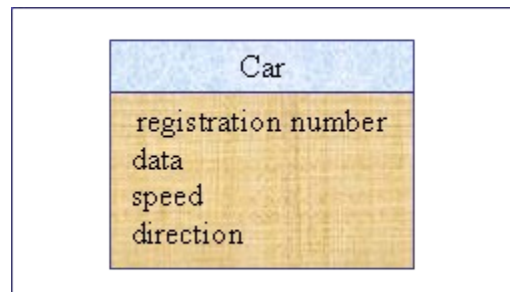 Car
registration number
data
speed
direction